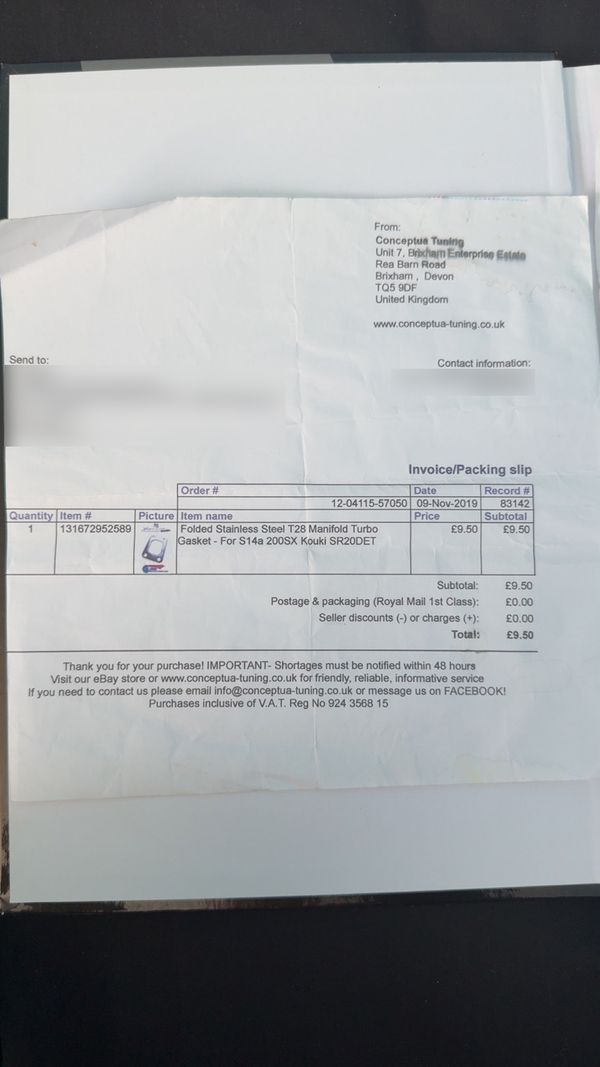 From:
Conceptua Tuning
Unit 7, Brixham Enterprise Estate
Rea Barn Road
Brixham , Devon
TQ5 9DF
United Kingdom
www.conceptua-tuning.co.uk
Send to:
Contact information:
Invoice/Packing slip
Order # Date Record #
12-04115-57050 09-Nov-2019 83142
Quantity Item # Picture Item name Price Subtotal
1 131672952589 Folded Stainless Steel T28 Manifold Turbo £9.50 £9.50
Gasket - For S14a 200SX Kouki SR20DET
Subtotal: £9.50
Postage & packaging (Royal Mail 1st Class): £0.00
Seller discounts (-) or charges (+): £0.00
Total: £9.50
Thank you for your purchase! IMPORTANT- Shortages must be notified within 48 hours
Visit our eBay store or www.conceptua-tuning.co.uk for friendly, reliable, informative service
If you need to contact us please email info@conceptua-tuning.co.uk or message us on FACEBOOK!
Purchases inclusive of V.A.T. Reg No 924 3568 15